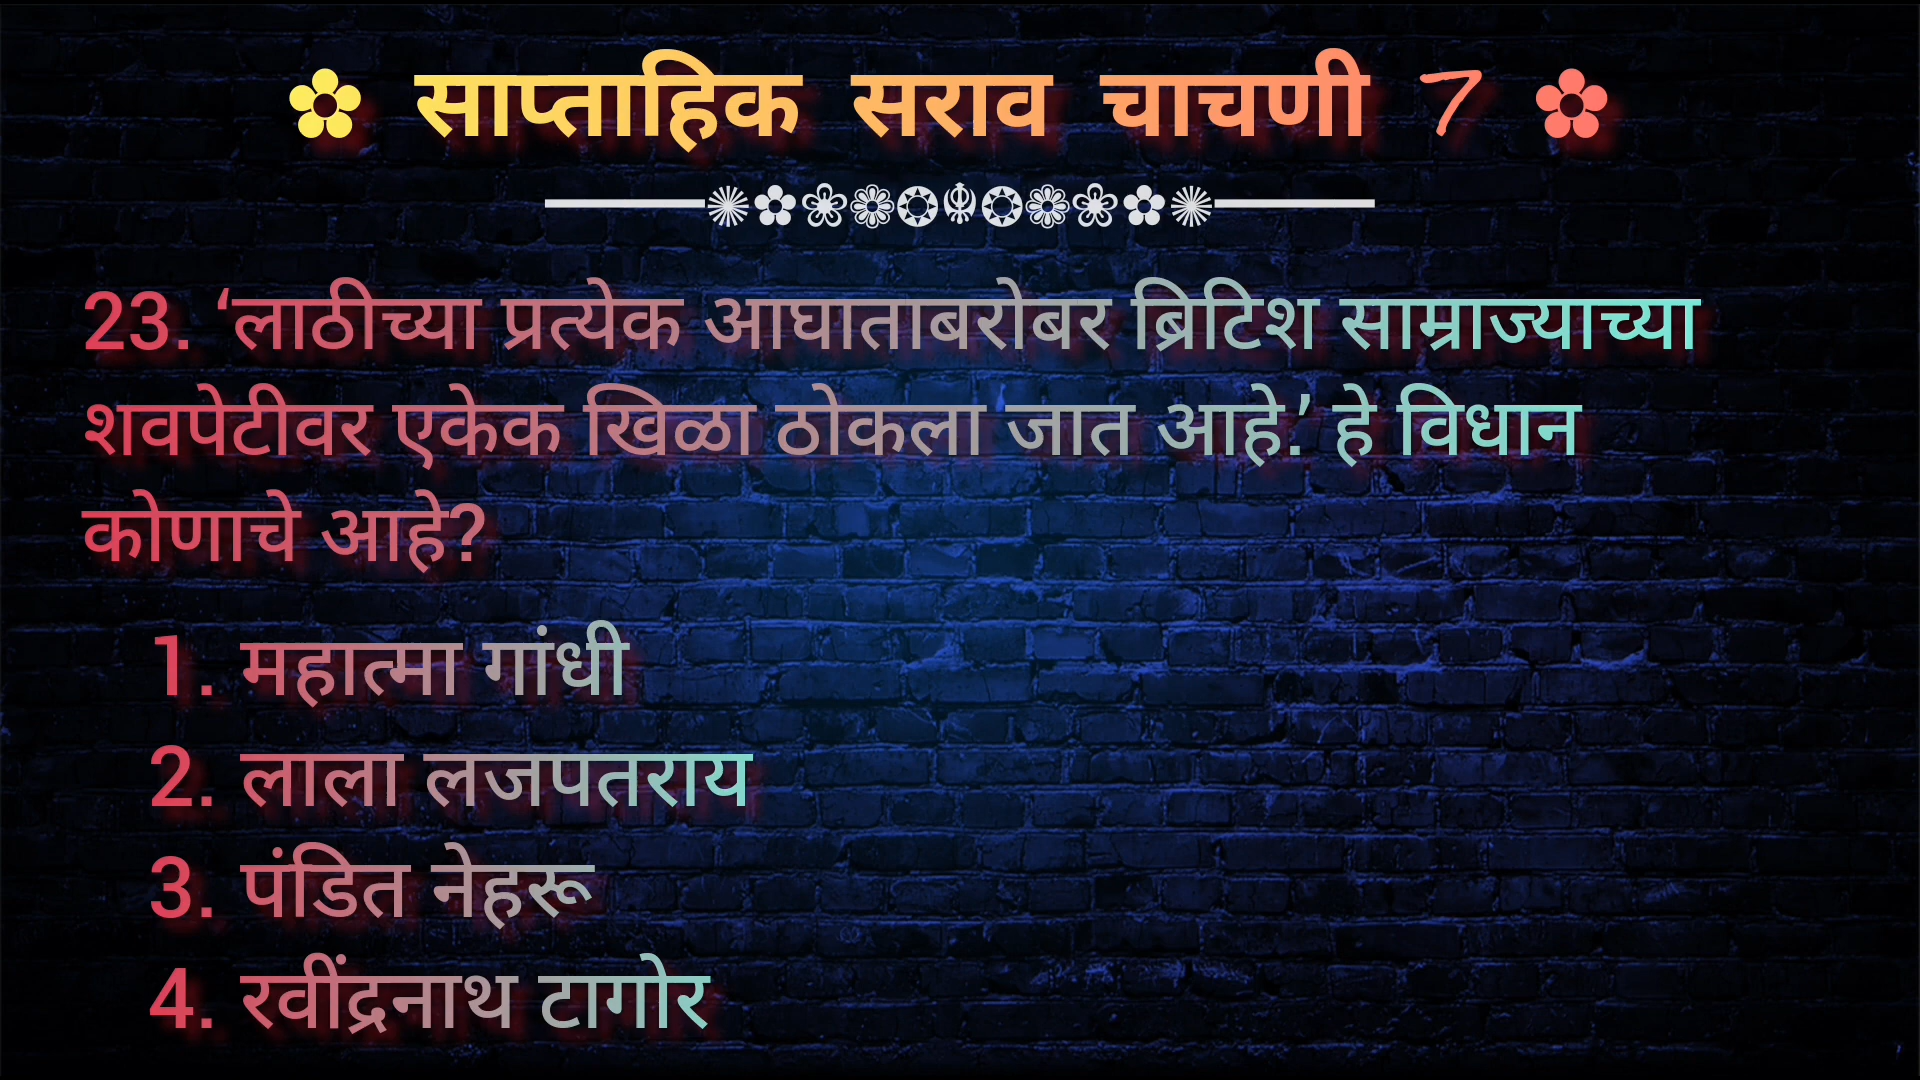 ✿ साप्ताहिक सराव चाचणी 7 ✿
━━━━✺✿❀❁❂☬❂❁❀✿✺━━━━
23. ‘लाठीच्या प्रत्येक आघाताबरोबर ब्रिटिश साम्राज्याच्या
शवपेटीवर एकेक खिळा ठोकला जात आहे.’ हे विधान
कोणाचे आहे?
1. महात्मा गांधी
2. लाला लजपतराय
3. पंडित नेहरू
4. रवींद्रनाथ टागोर